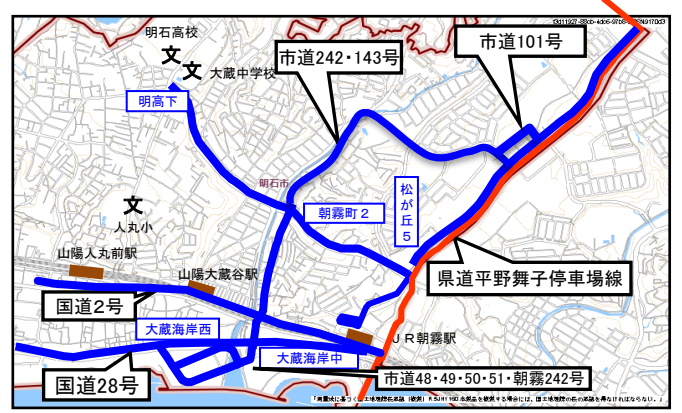 明石高校
文
文
大蔵中学校
市道242・143号
市道101号
明高下
明石市
松が丘5
朝霧町2
文
人丸小
山陽人丸前駅
山陽大蔵谷駅
県道平野舞子停車場線
国道2号
大蔵海岸西
JR朝霧駅
大蔵海岸中
国道28号
市道48・49・50・51・朝霧242号